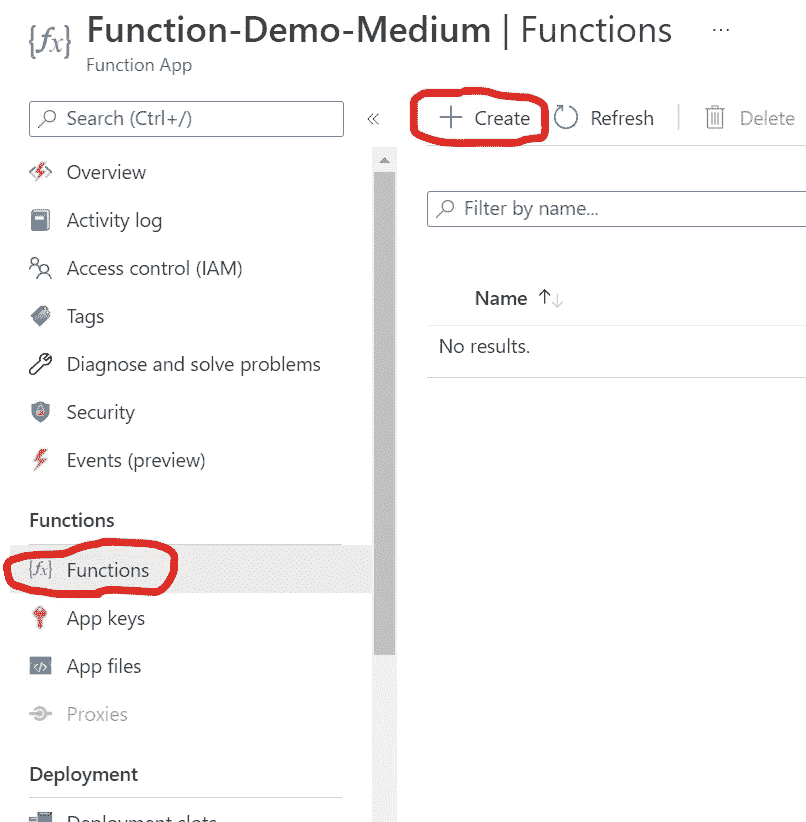 {fx} Function-Demo-Medium | Functions ...
Function App
Search (Ctrl+/)
«
Overview
Activity log
Access control (IAM)
Tags
Diagnose and solve problems
Security
Events (preview)
Functions
{fx} Functions
App keys
App files
Proxies
Deployment
Deployment slots
+ Create
Refresh
Delete
Filter by name...
Name ↑↓
No results.